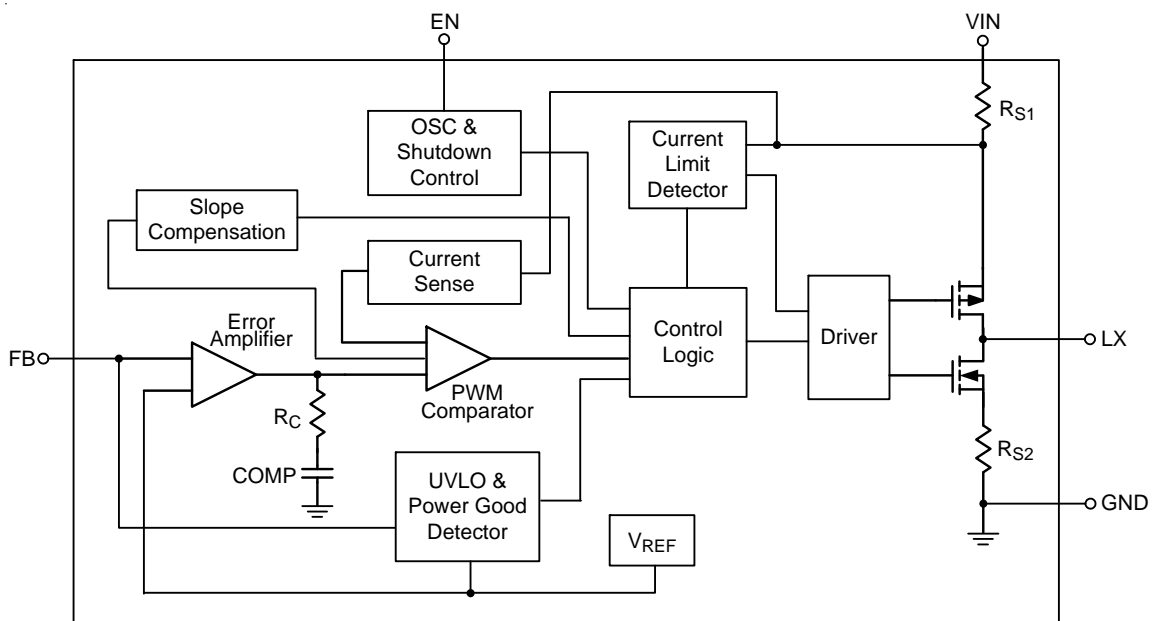 EN
VIN
OSC &
Shutdown
Control
Current
Limit
Detector
RS1
Slope
Compensation
Current
Sense
Error
Amplifier
Control
Logic
Driver
FB
LX
PWM
Comparator
RC
COMP
UVLO &
Power Good
Detector
VREF
RS2
GND